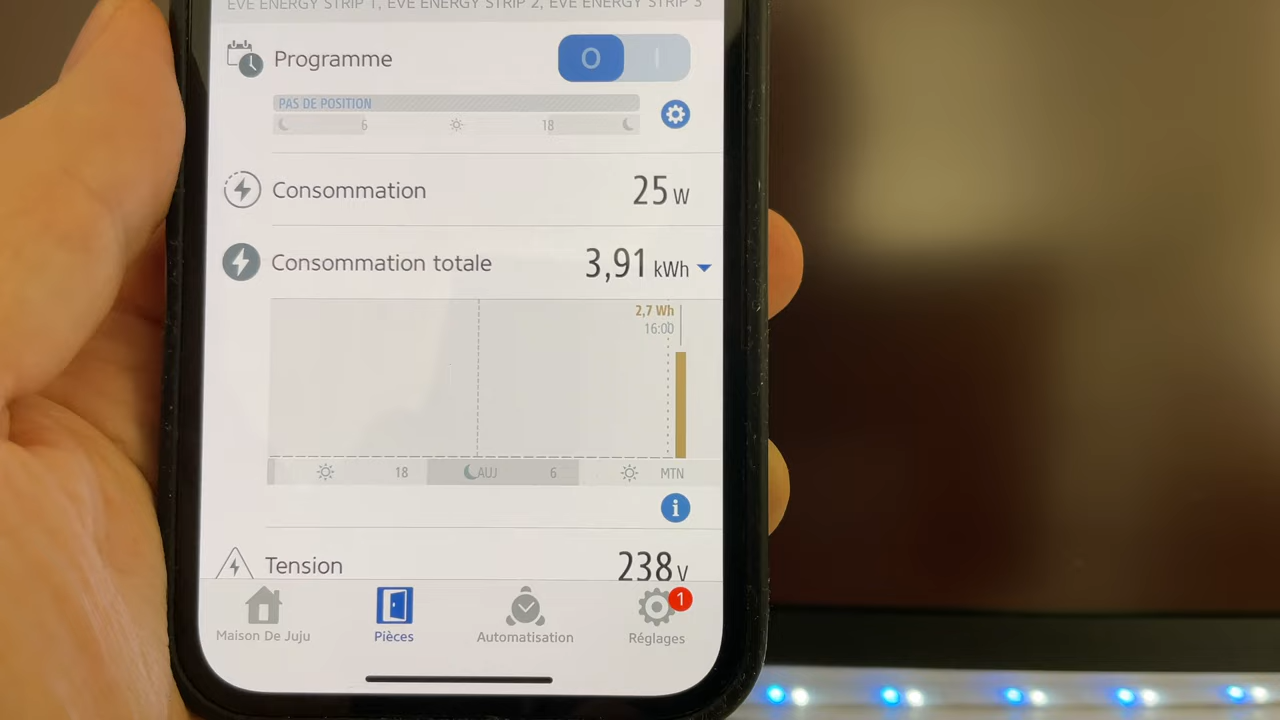 EVE ENERGY STRIP 1, EVE ENERGY STRIP 2, EVE ENERGY STRIP 3
Programme
O I
PAS DE POSITION
6 18
Consommation 25 W
Consommation totale 3,91 kWh
2,7 Wh
16:00
18 AUJ 6 MTN
i
Tension 238 V
1
Maison De Juju Pièces Automatisation Réglages